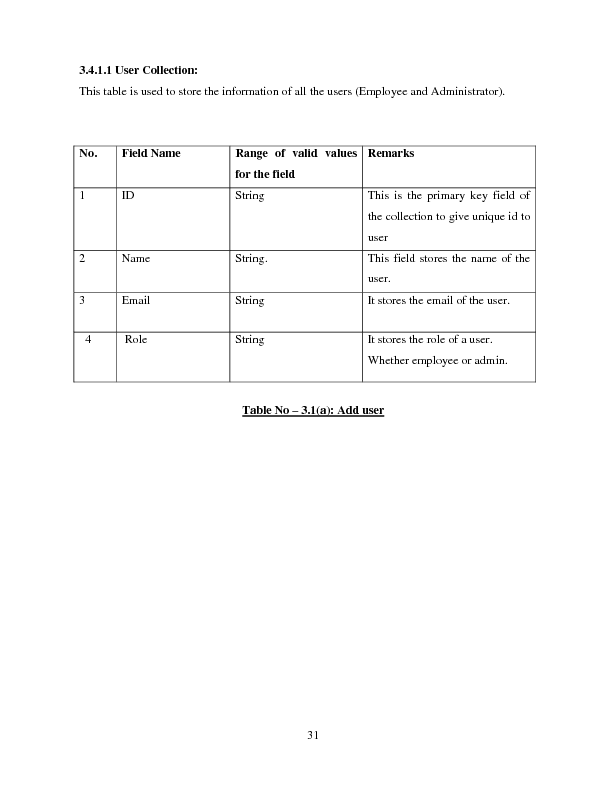 3.4.1.1 User Collection:
This table is used to store the information of all the users (Employee and Administrator).
No. Field Name Range of valid values Remarks
for the field
1 ID String This is the primary key field of
the collection to give unique id to
user
2 Name String. This field stores the name of the
user.
3 Email String It stores the email of the user.
4 Role String It stores the role of a user.
Whether employee or admin.
Table No – 3.1(a): Add user
31